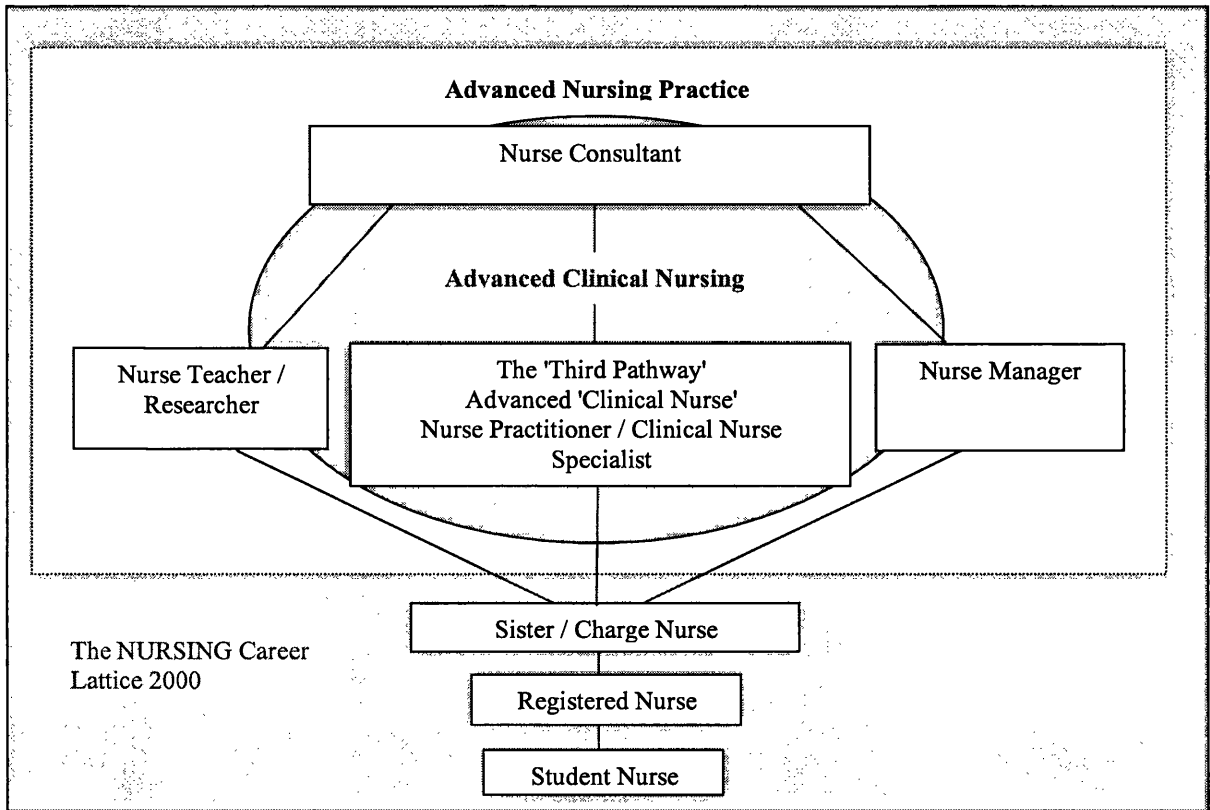 Advanced Nursing Practice
Nurse Consultant
Advanced Clinical Nursing
Nurse Teacher /
Researcher
The 'Third Pathway'
Advanced 'Clinical Nurse'
Nurse Practitioner / Clinical Nurse
Specialist
Nurse Manager
Sister / Charge Nurse
The NURSING Career
Lattice 2000
Registered Nurse
Student Nurse